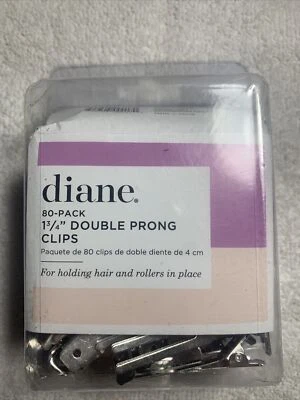 diane®
80-PACK
1¾" DOUBLE PRONG
CLIPS
Paquete de 80 clips de doble diente de 4 cm
For holding hair and rollers in place